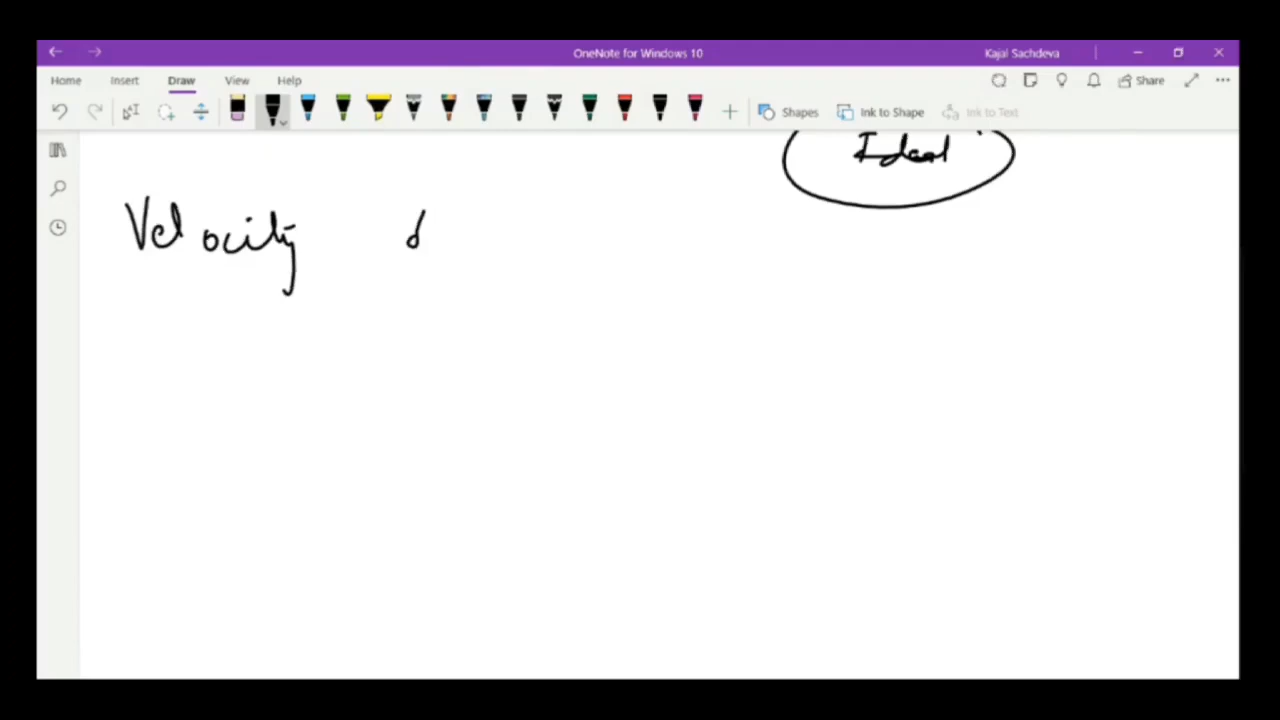 OneNote for Windows 10
Kajal Sachdeva
Home Insert Draw View Help
Share
Shapes Ink to Shape Ink to Text
Ideal
Velocity d